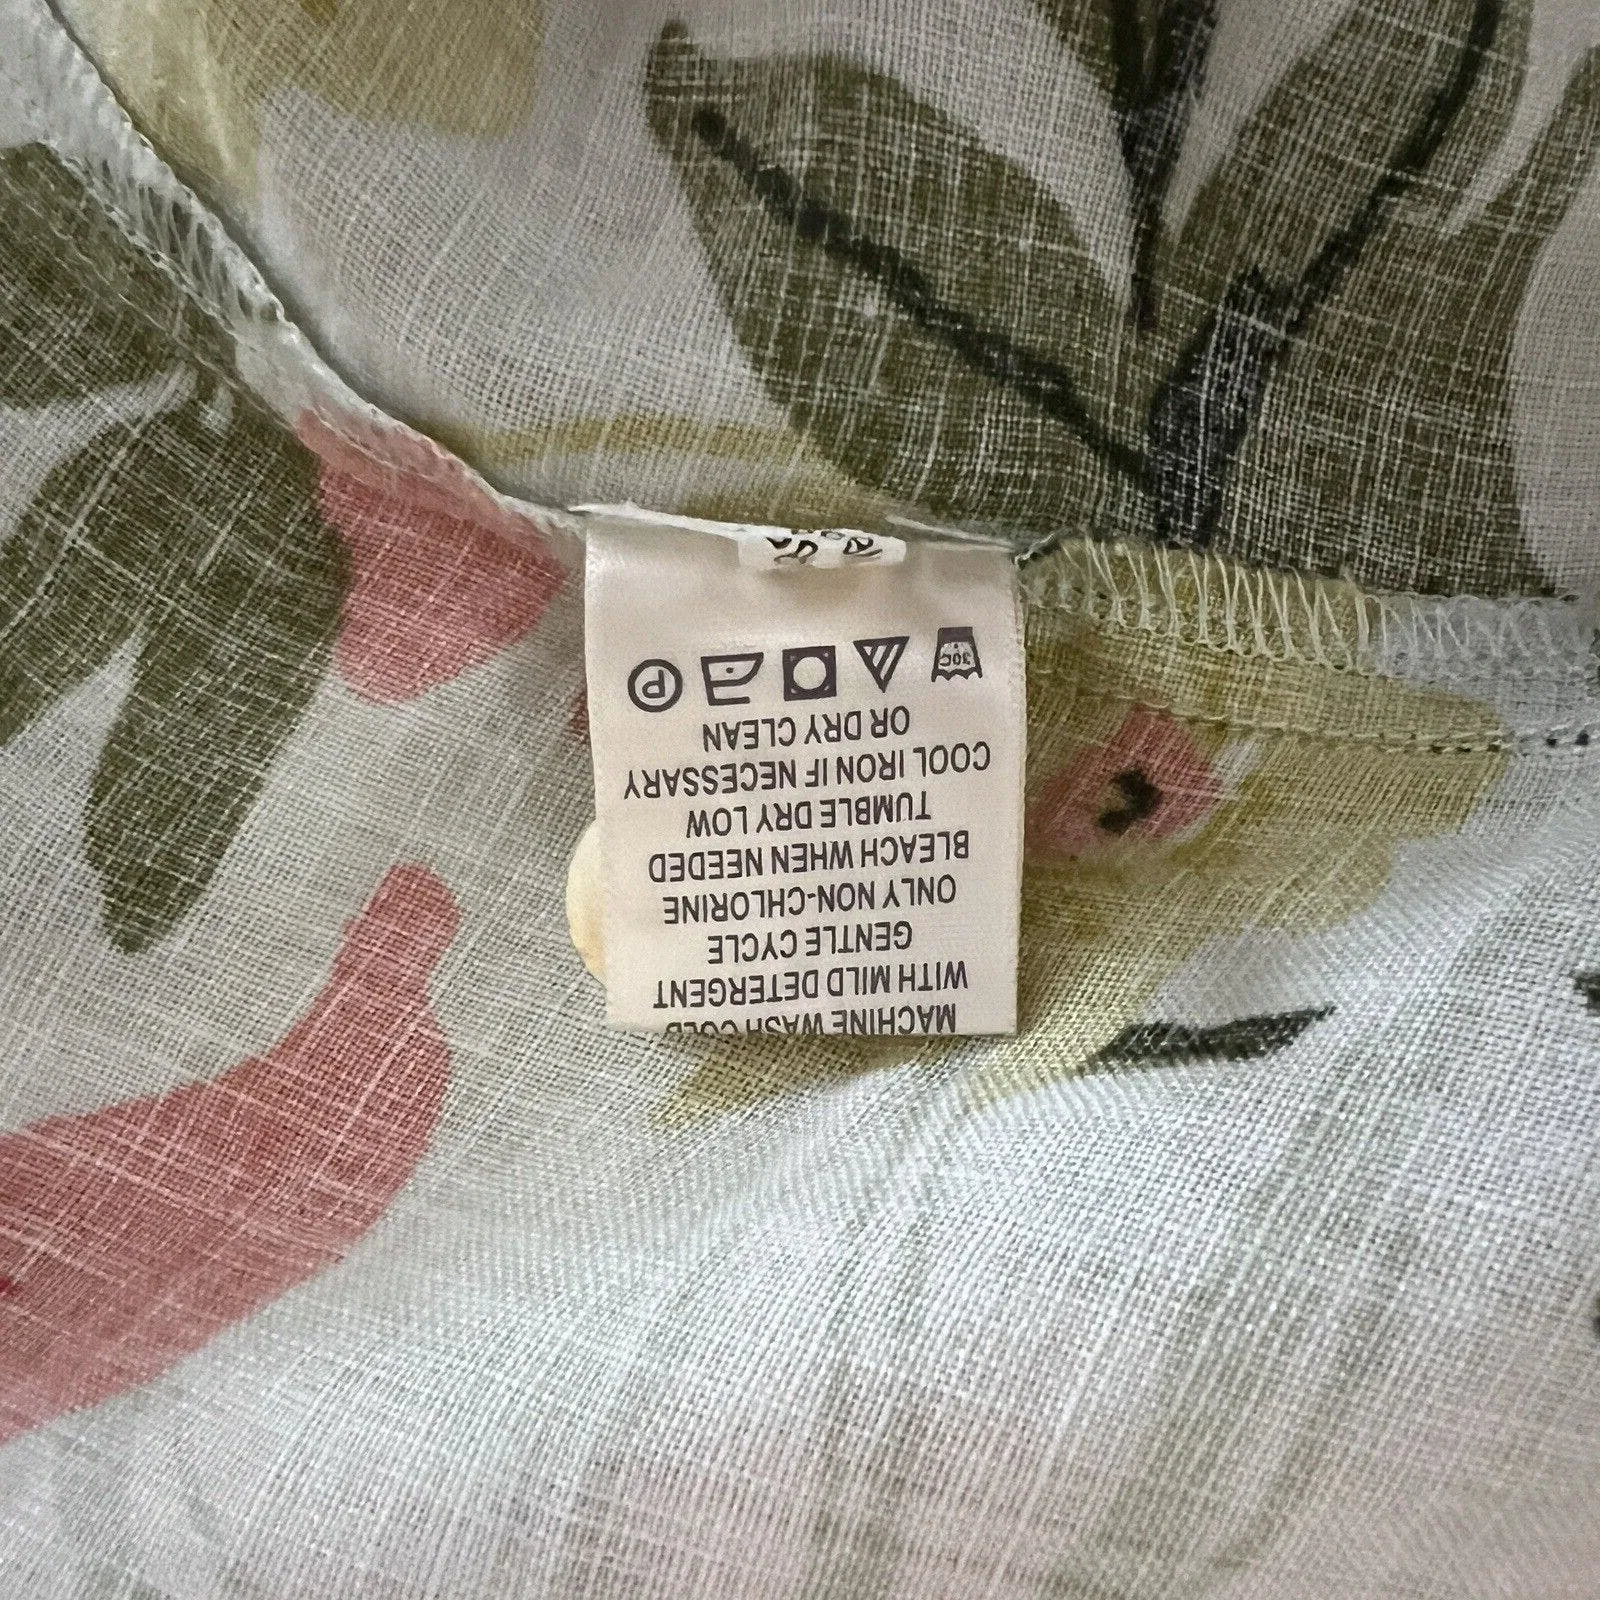 MACHINE WASH COLD
WITH MILD DETERGENT
GENTLE CYCLE
ONLY NON-CHLORINE
BLEACH WHEN NEEDED
TUMBLE DRY LOW
COOL IRON IF NECESSARY
OR DRY CLEAN
30C P